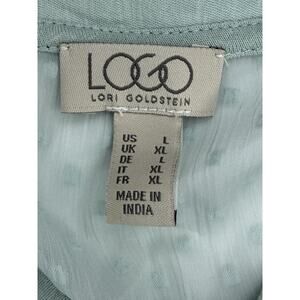 LOGO
LORI GOLDSTEIN
US L
UK XL
DE L
IT XL
FR XL
MADE IN
INDIA